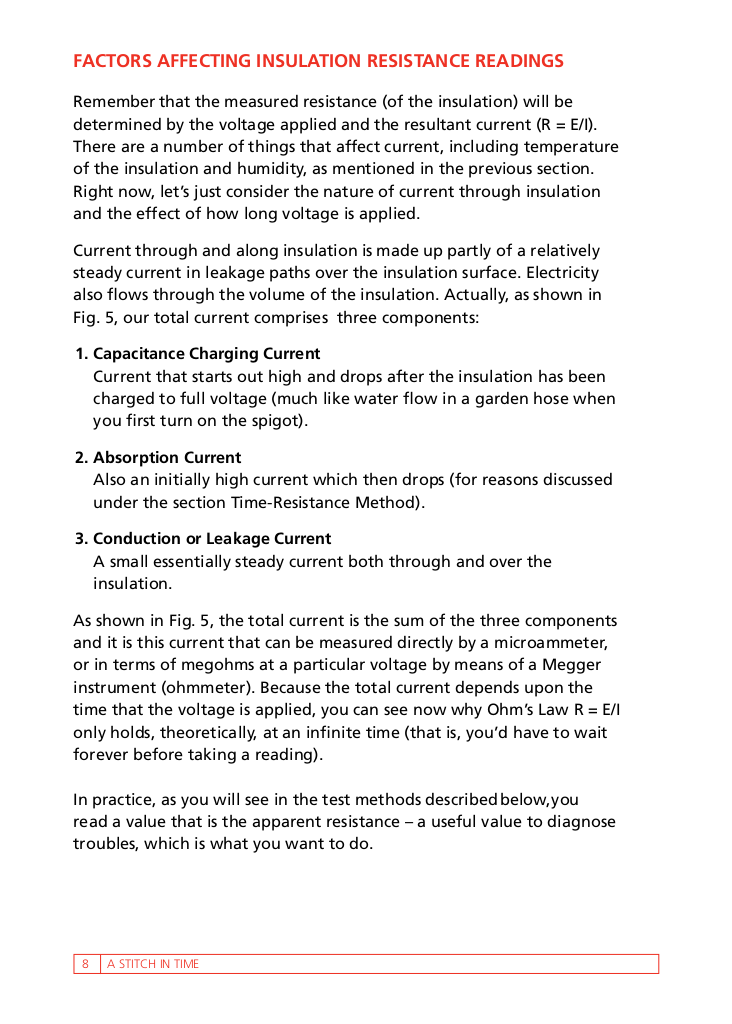 FACTORS AFFECTING INSULATION RESISTANCE READINGS
Remember that the measured resistance (of the insulation) will be
determined by the voltage applied and the resultant current (R = E/I).
There are a number of things that affect current, including temperature
of the insulation and humidity, as mentioned in the previous section.
Right now, let’s just consider the nature of current through insulation
and the effect of how long voltage is applied.
Current through and along insulation is made up partly of a relatively
steady current in leakage paths over the insulation surface. Electricity
also flows through the volume of the insulation. Actually, as shown in
Fig. 5, our total current comprises three components:
1. Capacitance Charging Current
Current that starts out high and drops after the insulation has been
charged to full voltage (much like water flow in a garden hose when
you first turn on the spigot).
2. Absorption Current
Also an initially high current which then drops (for reasons discussed
under the section Time-Resistance Method).
3. Conduction or Leakage Current
A small essentially steady current both through and over the
insulation.
As shown in Fig. 5, the total current is the sum of the three components
and it is this current that can be measured directly by a microammeter,
or in terms of megohms at a particular voltage by means of a Megger
instrument (ohmmeter). Because the total current depends upon the
time that the voltage is applied, you can see now why Ohm’s Law R = E/I
only holds, theoretically, at an infinite time (that is, you’d have to wait
forever before taking a reading).
In practice, as you will see in the test methods described below, you
read a value that is the apparent resistance – a useful value to diagnose
troubles, which is what you want to do.
8 A STITCH IN TIME